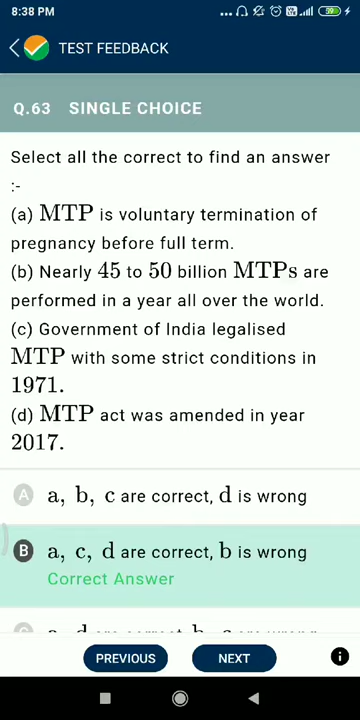 8:38 PM
59
TEST FEEDBACK
Q.63 SINGLE CHOICE
Select all the correct to find an answer
:-
(a) MTP is voluntary termination of
pregnancy before full term.
(b) Nearly 45 to 50 billion MTPs are
performed in a year all over the world.
(c) Government of India legalised
MTP with some strict conditions in
1971.
(d) MTP act was amended in year
2017.
A a, b, c are correct, d is wrong
B a, c, d are correct, b is wrong
Correct Answer
PREVIOUS NEXT